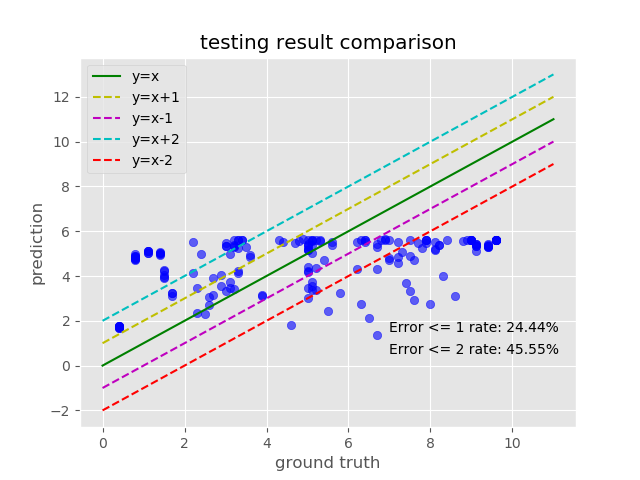 testing result comparison
y=x
y=x+1
y=x-1
y=x+2
y=x-2
12
10
8
6
4
2
0
−2
prediction
Error <= 1 rate: 24.44%
Error <= 2 rate: 45.55%
0 2 4 6 8 10
ground truth